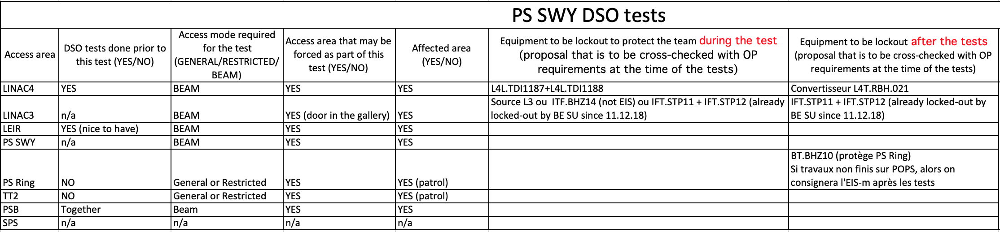 PS SWY DSO tests
Access area
DSO tests done prior to
this test (YES/NO)
Access mode required
for the test
(GENERAL/RESTRICTED/
BEAM)
Access area that may be
forced as part of this
test (YES/NO)
Affected area
(YES/NO)
Equipment to be lockout to protect the team during the test
(proposal that is to be cross-checked with OP
requirements at the time of the tests)
Equipment to be lockout after the tests
(proposal that is to be cross-checked with OP
requirements at the time of the tests)
LINAC4 YES BEAM YES YES L4L.TDI1187+L4L.TDI1188 Convertisseur L4T.RBH.021
LINAC3 n/a BEAM YES (door in the gallery) YES
Source L3 ou  ITF.BHZ14 (not EIS) ou IFT.STP11 + IFT.STP12 (already
locked-out by BE SU since 11.12.18)
IFT.STP11 + IFT.STP12 (already locked-out by
BE SU since 11.12.18)
LEIR YES (nice to have) BEAM YES YES
PS SWY n/a BEAM YES YES
PS Ring NO General or Restricted YES YES (patrol)
BT.BHZ10 (protège PS Ring)
Si travaux non finis sur POPS, alors on
consignera l'EIS-m après les tests
TT2 NO General or Restricted YES YES (patrol)
PSB Together Beam YES YES
SPS n/a n/a n/a n/a